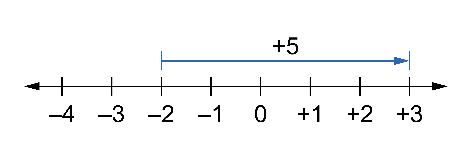 +5
–4 –3 –2 –1 0 +1 +2 +3